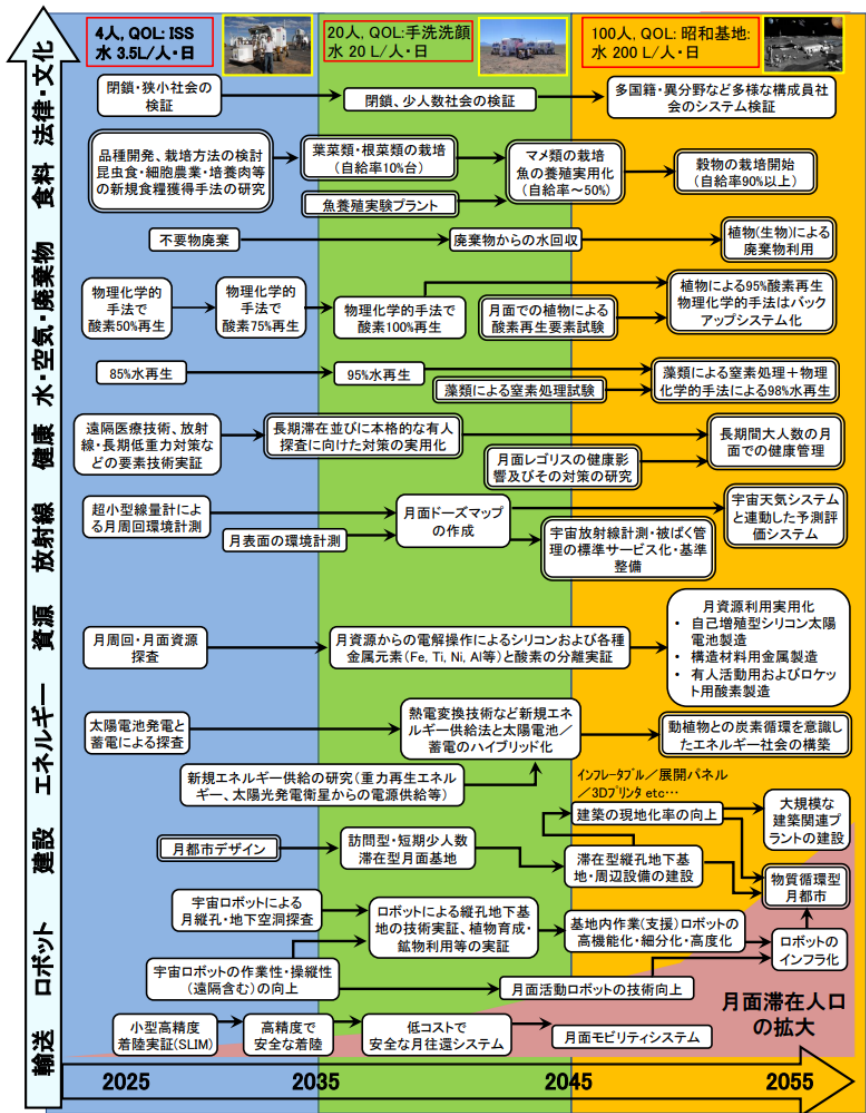 4人, QOL: ISS
水 3.5L/人・日
20人, QOL:手洗洗顔
水 20 L/人・日
100人, QOL: 昭和基地:
水 200 L/人・日
法律・文化
閉鎖・狭小社会の
検証
閉鎖、少人数社会の検証
多国籍・異分野など多様な構成員社
会のシステム検証
食料
品種開発、栽培方法の検討
昆虫食・細胞農業・培養肉等
の新規食糧獲得手法の研究
葉菜類・根菜類の栽培
(自給率10%台)
魚養殖実験プラント
マメ類の栽培
魚の養殖実用化
(自給率～50%)
穀物の栽培開始
(自給率90%以上)
水・空気・廃棄物
不要物廃棄
廃棄物からの水回収
植物(生物)による
廃棄物利用
物理化学的
手法で
酸素50%再生
物理化学的
手法で
酸素75%再生
物理化学的手法で
酸素100%再生
月面での植物による
酸素再生要素試験
植物による95%酸素再生
物理化学的手法はバック
アップシステム化
85%水再生
95%水再生
藻類による窒素処理試験
藻類による窒素処理＋物理
化学的手法による98%水再生
健康
遠隔医療技術、放射
線・長期低重力対策な
どの要素技術実証
長期滞在並びに本格的な有人
探査に向けた対策の実用化
月面レゴリスの健康影
響及びその対策の研究
長期間大人数の月
面での健康管理
放射線
超小型線量計によ
る月周回環境計測
月表面の環境計測
月面ドーズマップ
の作成
宇宙放射線計測・被ばく管
理の標準サービス化・基準
整備
宇宙天気システム
と連動した予測評
価システム
資源
月周回・月面資源
探査
月資源からの電解操作によるシリコンおよび各種
金属元素(Fe, Ti, Ni, Al等)と酸素の分離実証
月資源利用実用化
• 自己増殖型シリコン太陽
電池製造
• 構造材料用金属製造
• 有人活動用およびロケッ
ト用酸素製造
エネルギー
太陽電池発電と
蓄電による探査
熱電変換技術など新規エネ
ルギー供給法と太陽電池／
蓄電のハイブリッド化
動植物との炭素循環を意識し
たエネルギー社会の構築
新規エネルギー供給の研究(重力再生エネル
ギー、太陽光発電衛星からの電源供給等)
建設
インフレータブル／展開パネル
／3Dプリンタ etc…
建築の現地化率の向上
大規模な
建築関連プ
ラントの建設
月都市デザイン
訪問型・短期少人数
滞在型月面基地
滞在型縦孔地下基
地・周辺設備の建設
物質循環型
月都市
ロボット
宇宙ロボットによる
月縦孔・地下空洞探査
ロボットによる縦孔地下基
地の技術実証、植物育成・
鉱物利用等の実証
基地内作業(支援)ロボットの
高機能化・細分化・高度化
ロボットの
インフラ化
宇宙ロボットの作業性・操縦性
(遠隔含む)の向上
月面活動ロボットの技術向上
月面滞在人口
の拡大
輸送
小型高精度
着陸実証(SLIM)
高精度で
安全な着陸
低コストで
安全な月往還システム
月面モビリティシステム
2025
2035
2045
2055